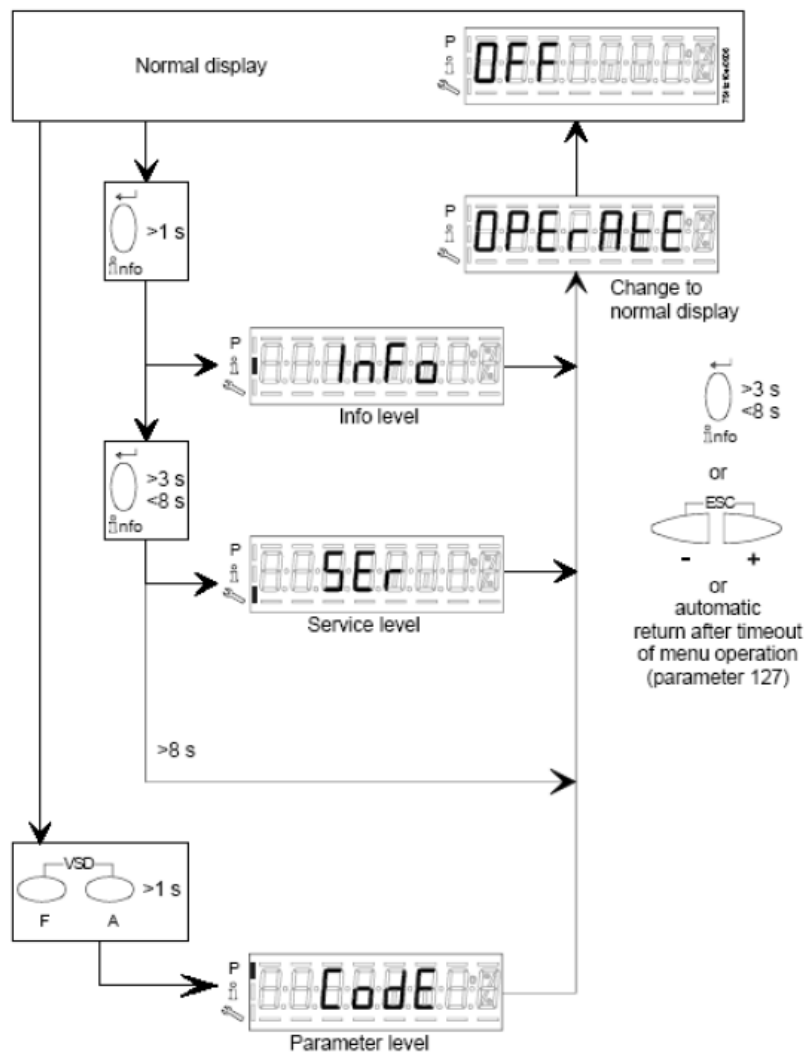 Normal display
P
OFF
>1 s
info
P
OPErAtE
Change to
normal display
P
InFo
Info level
>3 s
<8 s
info
>3 s
<8 s
info
or
ESC
- +
or
automatic
return after timeout
of menu operation
(parameter 127)
P
SEr
Service level
>8 s
VSD
>1 s
F A
P
CodE
Parameter level